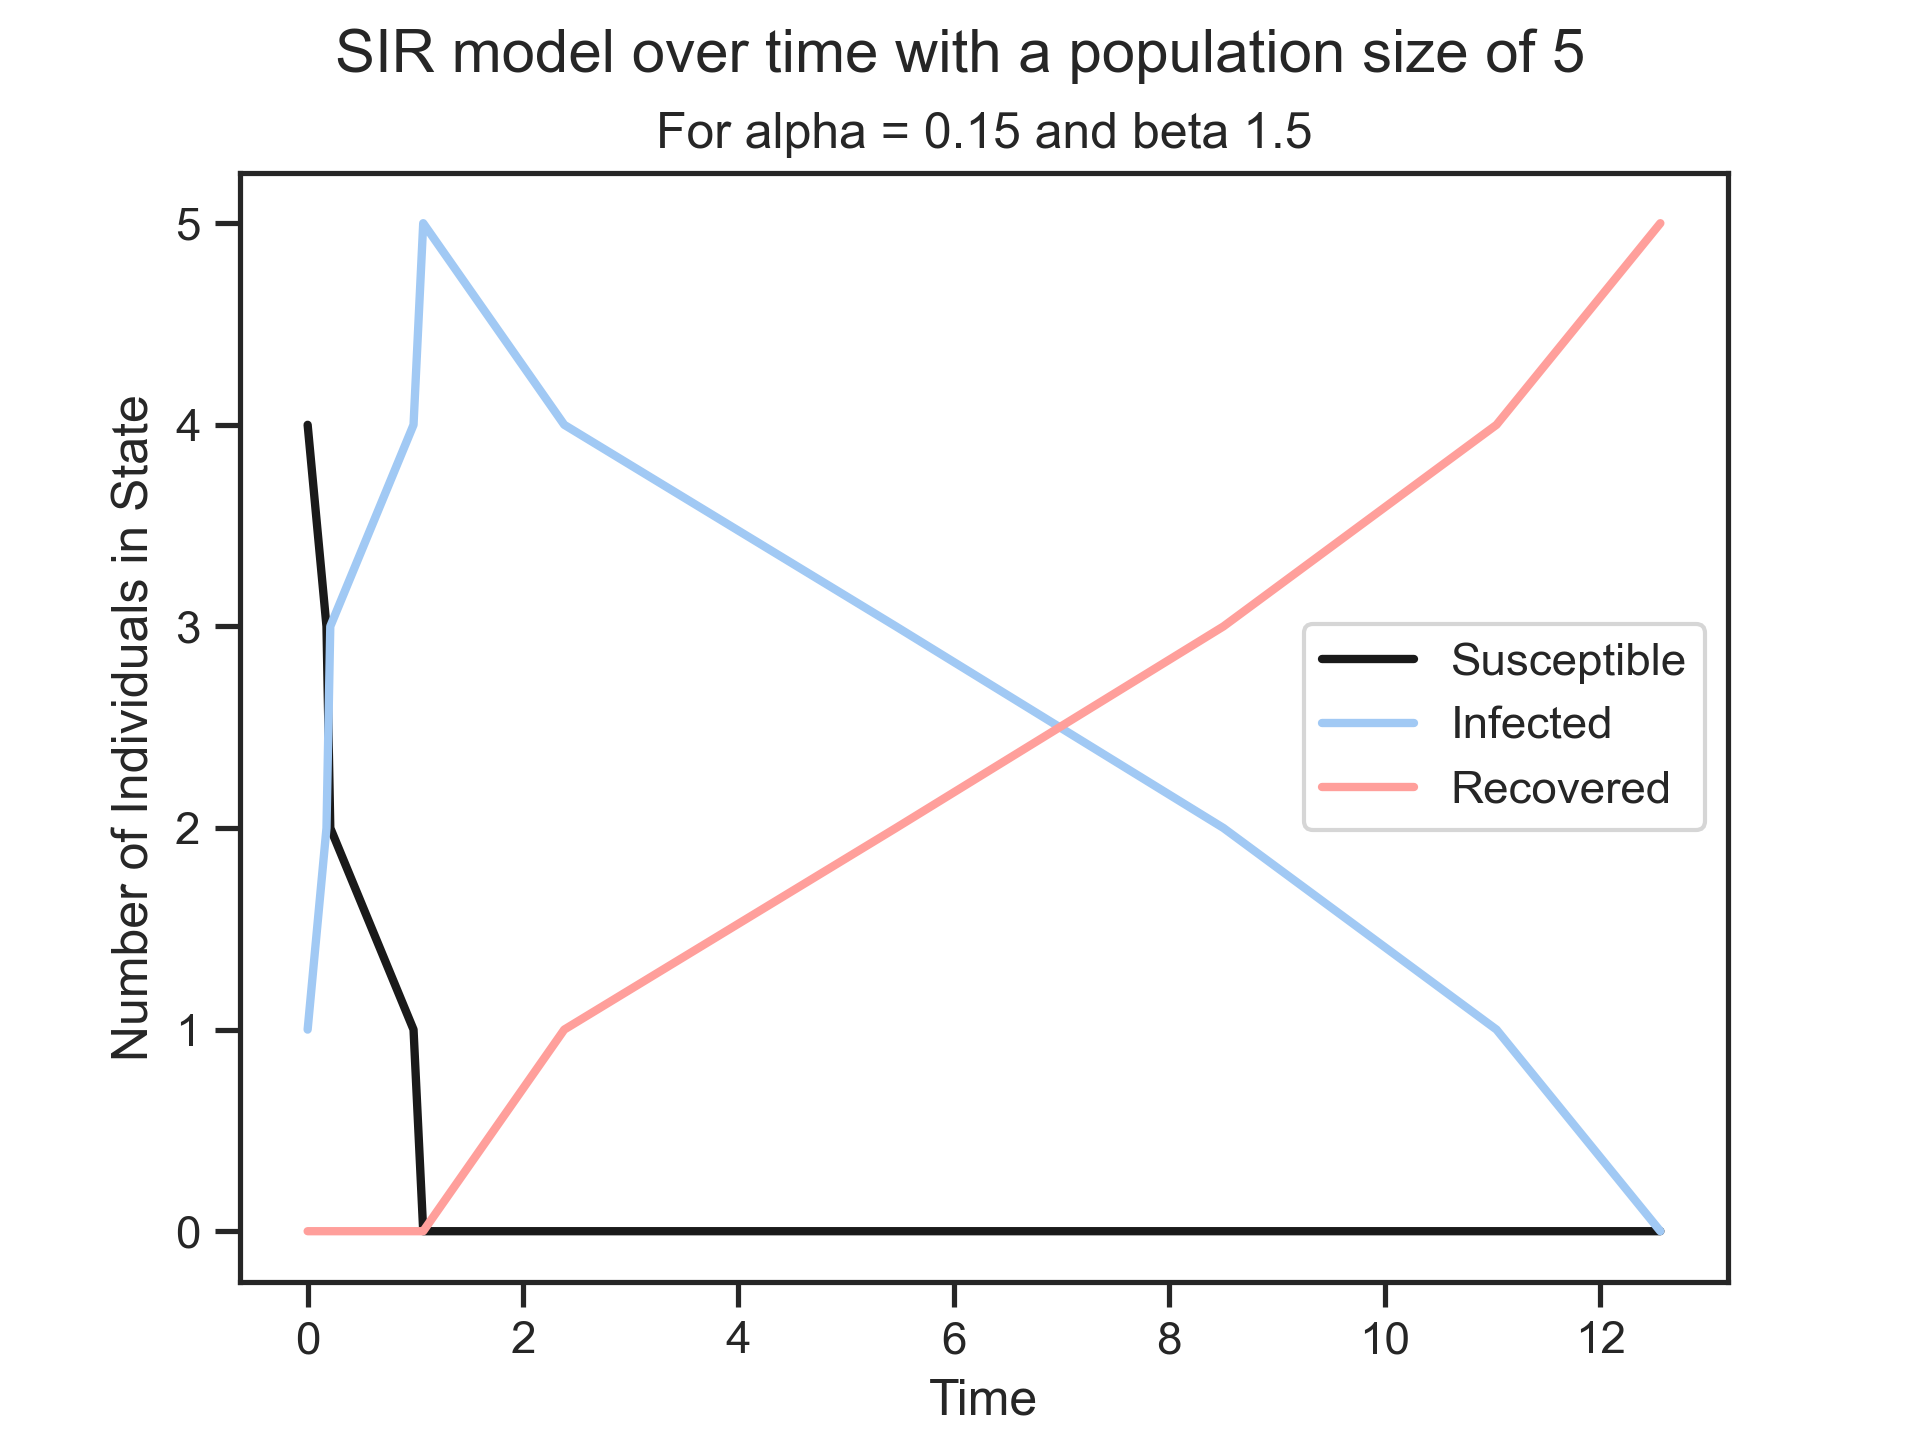 SIR model over time with a population size of 5
For alpha = 0.15 and beta 1.5
Number of Individuals in State
5
4
3
2
1
0
Susceptible
Infected
Recovered
0 2 4 6 8 10 12
Time